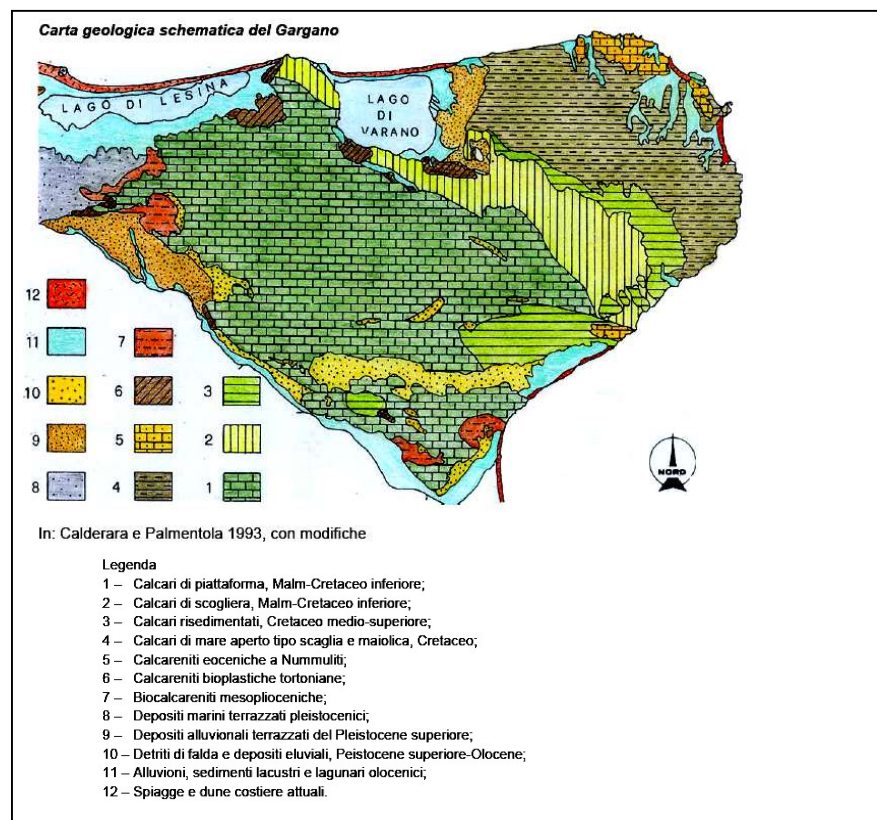 Carta geologica schematica del Gargano
LAGO DI LESINA
LAGO
DI
VARANO
12
11
7
10
6
3
9
5
2
8
4
1
NORD
In: Calderara e Palmentola 1993, con modifiche
Legenda
1 – Calcari di piattaforma, Malm-Cretaceo inferiore;
2 – Calcari di scogliera, Malm-Cretaceo inferiore;
3 – Calcari risedimentati, Cretaceo medio-superiore;
4 – Calcari di mare aperto tipo scaglia e maiolica, Cretaceo;
5 – Calcareniti eoceniche a Nummuliti;
6 – Calcareniti bioplastiche tortoniane;
7 – Biocalcareniti mesoplioceniche;
8 – Depositi marini terrazzati pleistocenici;
9 – Depositi alluvionali terrazzati del Pleistocene superiore;
10 – Detriti di falda e depositi eluviali, Peistocene superiore-Olocene;
11 – Alluvioni, sedimenti lacustri e lagunari olocenici;
12 – Spiagge e dune costiere attuali.